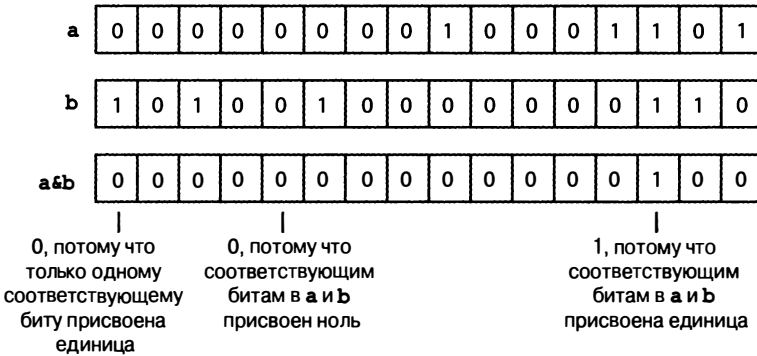 a 0 0 0 0 0 0 0 0 1 0 0 0 1 1 0 1
b 1 0 1 0 0 1 0 0 0 0 0 0 0 1 1 0
a&b 0 0 0 0 0 0 0 0 0 0 0 0 0 1 0 0
0, потому что
только одному
соответствующему
биту присвоена
единица
0, потому что
соответствующим
битам в a и b
присвоен ноль
1, потому что
соответствующим
битам в a и b
присвоена единица